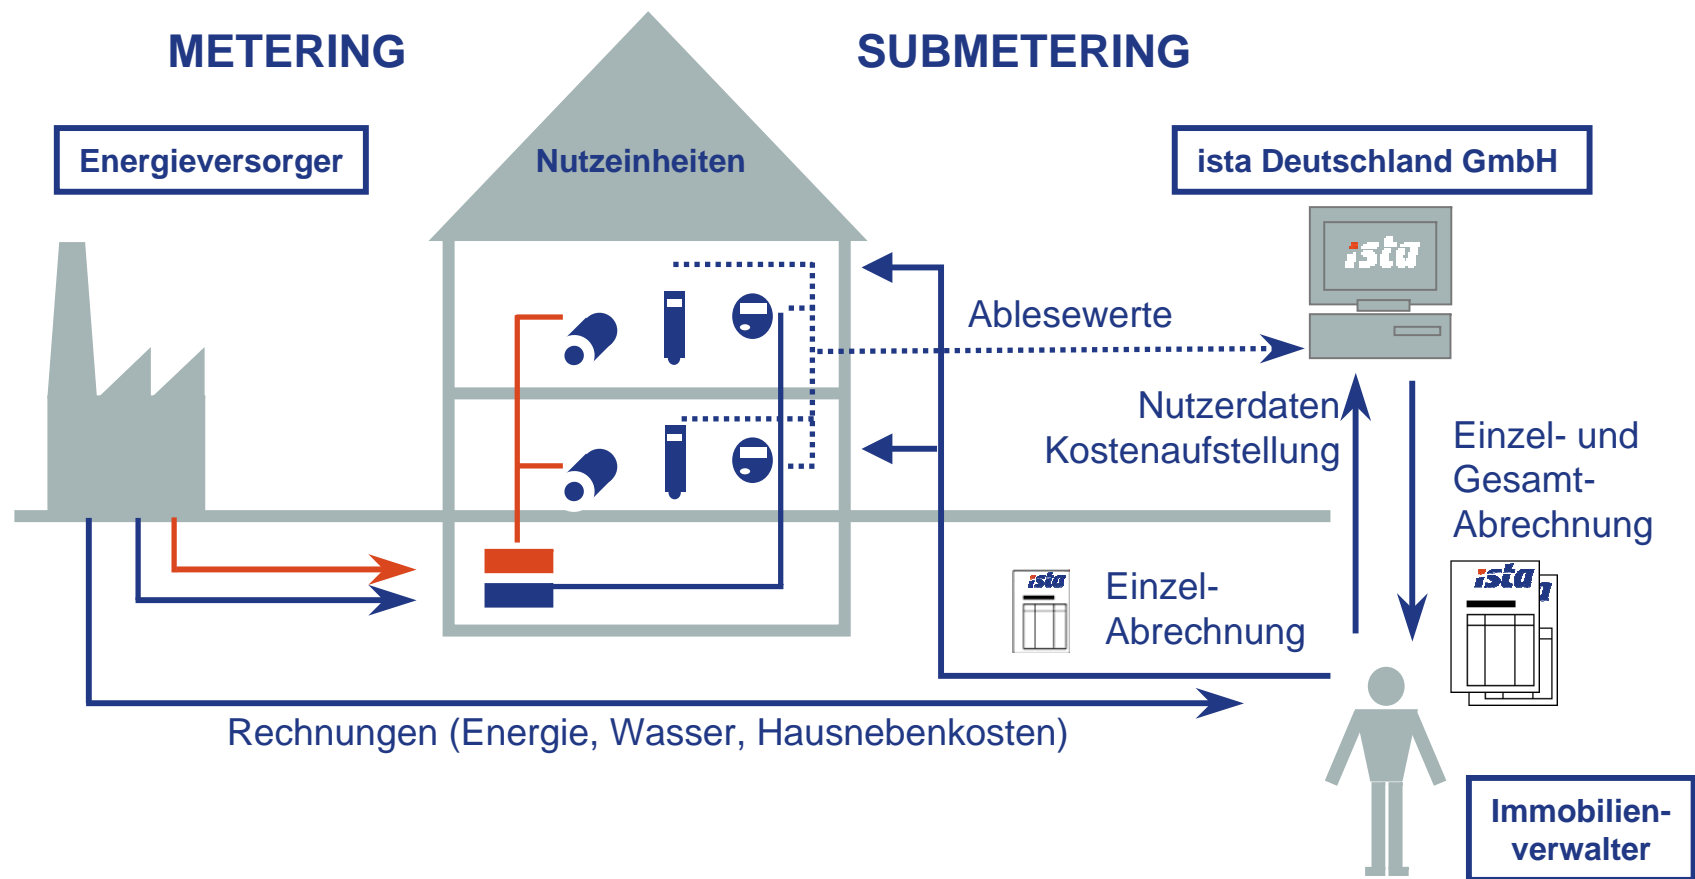 METERING
SUBMETERING
Energieversorger
Nutzeinheiten
ista Deutschland GmbH
ista
Ablesewerte
Nutzerdaten
Kostenaufstellung
Einzel- und
Gesamt-
Abrechnung
ista
Einzel-
Abrechnung
ista
a
Rechnungen (Energie, Wasser, Hausnebenkosten)
Immobilien-
verwalter